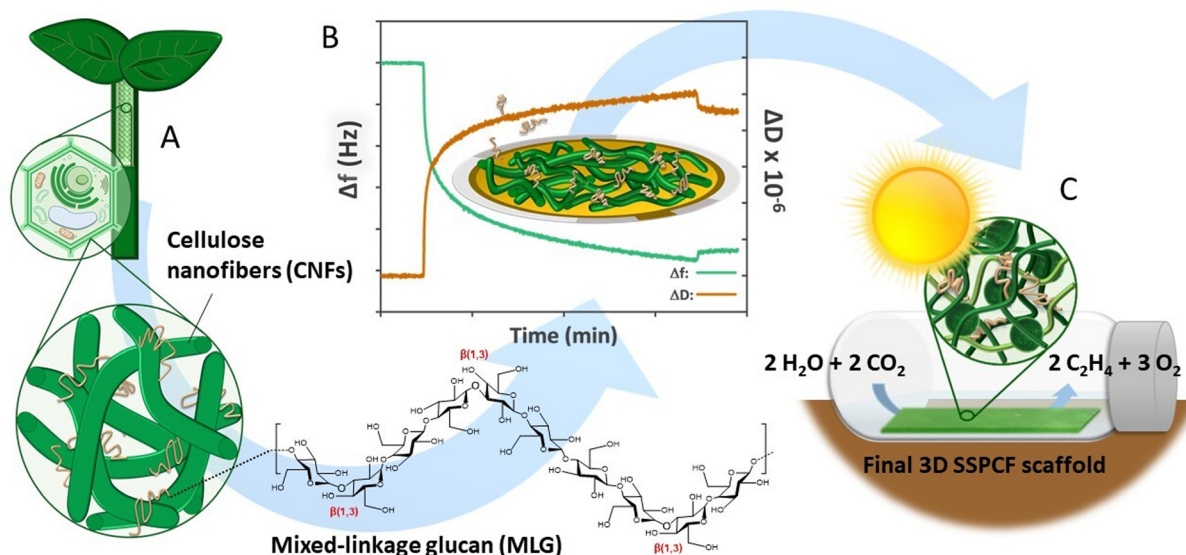 A
Cellulose
nanofibers (CNFs)
B
Δf (Hz)
ΔD x 10⁻⁶
Δf:
ΔD:
Time (min)
β(1,3)
β(1,3)
β(1,3)
Mixed-linkage glucan (MLG)
C
2 H₂O + 2 CO₂
2 C₂H₄ + 3 O₂
Final 3D SSPCF scaffold